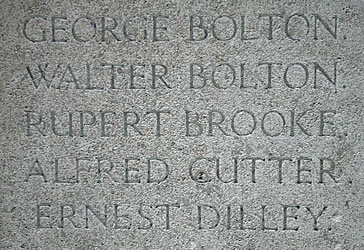 GEORGE BOLTON.
WALTER BOLTON.
RUPERT BROOKE.
ALFRED CUTTER.
ERNEST DILLEY.